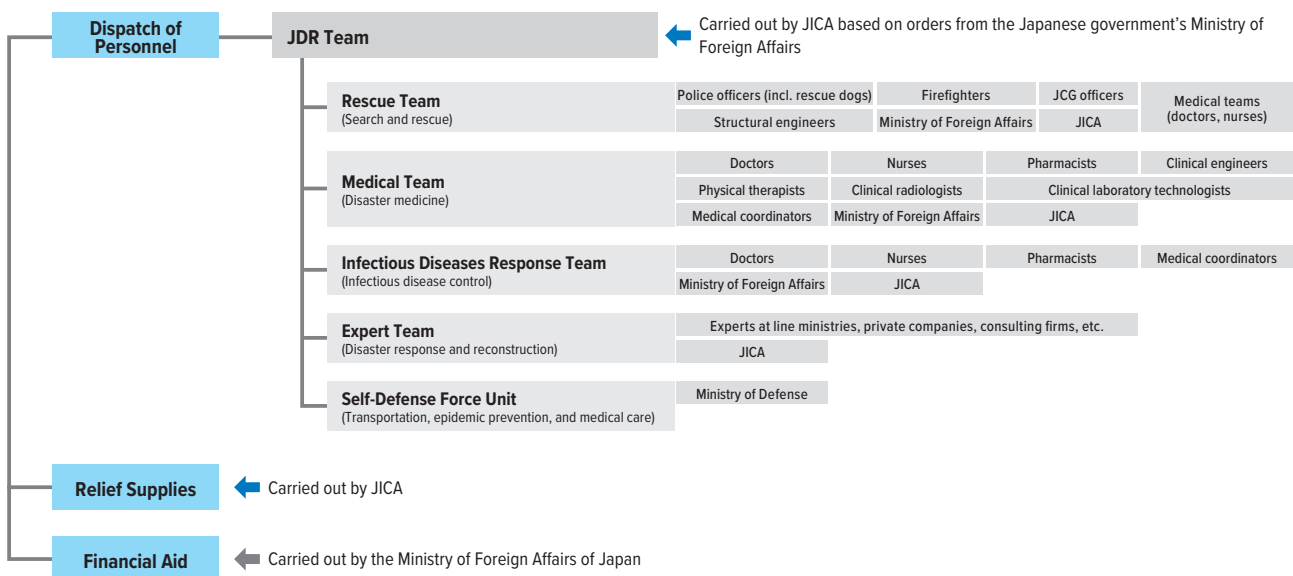 Dispatch of
Personnel
JDR Team
Carried out by JICA based on orders from the Japanese government's Ministry of
Foreign Affairs
Rescue Team
(Search and rescue)
Police officers (incl. rescue dogs)
Firefighters
JCG officers
Medical teams
(doctors, nurses)
Structural engineers
Ministry of Foreign Affairs
JICA
Medical Team
(Disaster medicine)
Doctors
Nurses
Pharmacists
Clinical engineers
Physical therapists
Clinical radiologists
Clinical laboratory technologists
Medical coordinators
Ministry of Foreign Affairs
JICA
Infectious Diseases Response Team
(Infectious disease control)
Doctors
Nurses
Pharmacists
Medical coordinators
Ministry of Foreign Affairs
JICA
Expert Team
(Disaster response and reconstruction)
Experts at line ministries, private companies, consulting firms, etc.
JICA
Self-Defense Force Unit
(Transportation, epidemic prevention, and medical care)
Ministry of Defense
Relief Supplies
Carried out by JICA
Financial Aid
Carried out by the Ministry of Foreign Affairs of Japan